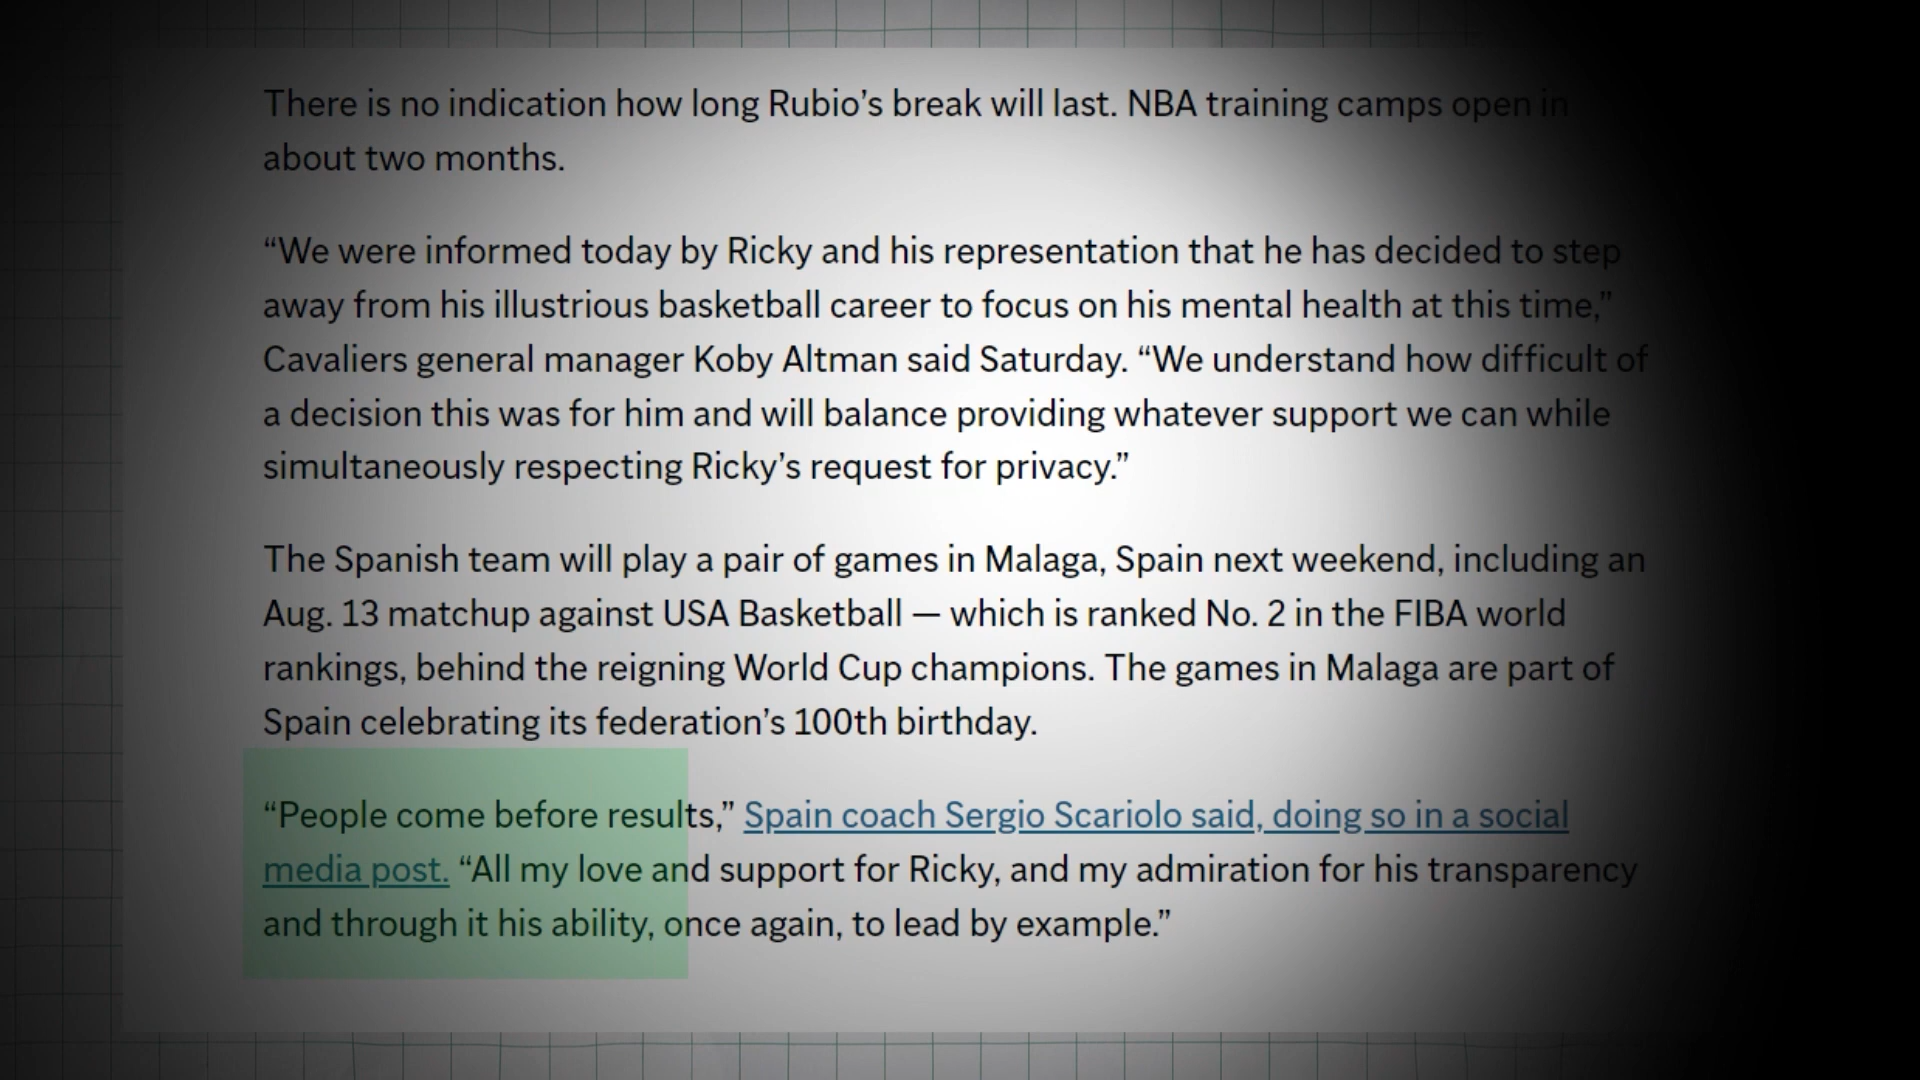 There is no indication how long Rubio’s break will last. NBA training camps open in
about two months.
“We were informed today by Ricky and his representation that he has decided to step
away from his illustrious basketball career to focus on his mental health at this time,”
Cavaliers general manager Koby Altman said Saturday. “We understand how difficult of
a decision this was for him and will balance providing whatever support we can while
simultaneously respecting Ricky’s request for privacy.”
The Spanish team will play a pair of games in Malaga, Spain next weekend, including an
Aug. 13 matchup against USA Basketball — which is ranked No. 2 in the FIBA world
rankings, behind the reigning World Cup champions. The games in Malaga are part of
Spain celebrating its federation’s 100th birthday.
“People come before results,” Spain coach Sergio Scariolo said, doing so in a social
media post. “All my love and support for Ricky, and my admiration for his transparency
and through it his ability, once again, to lead by example.”